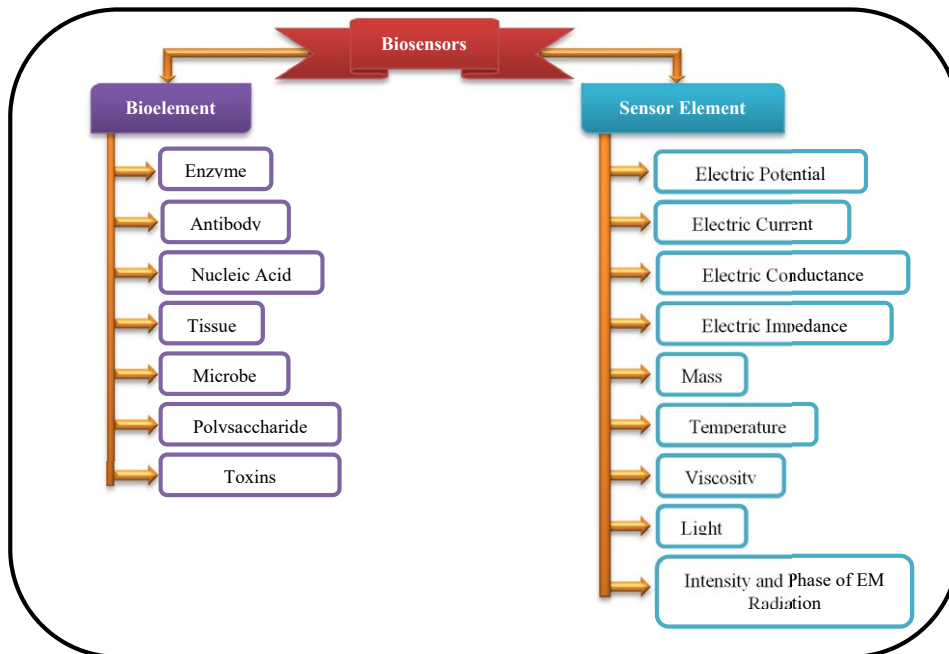 Biosensors
Bioelement
Enzyme
Antibody
Nucleic Acid
Tissue
Microbe
Polysaccharide
Toxins
Sensor Element
Electric Potential
Electric Current
Electric Conductance
Electric Impedance
Mass
Temperature
Viscosity
Light
Intensity and Phase of EM
Radiation